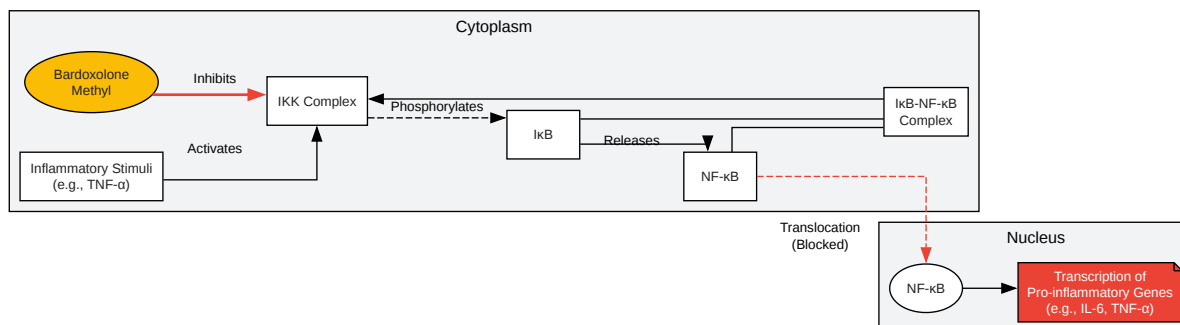 Cytoplasm
Bardoxolone
Methyl
Inhibits
IKK Complex
Phosphorylates
IκB-NF-κB
Complex
IκB
Releases
Activates
Inflammatory Stimuli
(e.g., TNF-α)
NF-κB
Translocation
(Blocked)
Nucleus
NF-κB
Transcription of
Pro-inflammatory Genes
(e.g., IL-6, TNF-α)